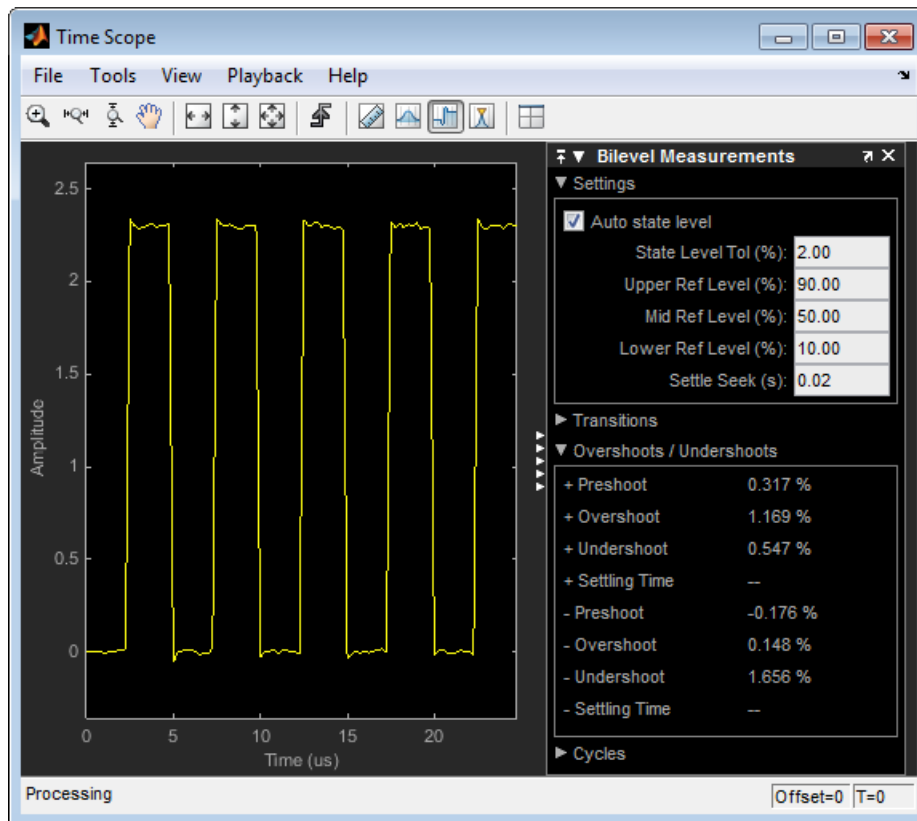 Time Scope
File Tools View Playback Help
Bilevel Measurements
Settings
Auto state level
State Level Tol (%): 2.00
Upper Ref Level (%): 90.00
Mid Ref Level (%): 50.00
Lower Ref Level (%): 10.00
Settle Seek (s): 0.02
Transitions
Overshoots / Undershoots
+ Preshoot 0.317 %
+ Overshoot 1.169 %
+ Undershoot 0.547 %
+ Settling Time --
- Preshoot -0.176 %
- Overshoot 0.148 %
- Undershoot 1.656 %
- Settling Time --
Cycles
2.5
2
1.5
1
0.5
0
Amplitude
0 5 10 15 20
Time (us)
Processing
Offset=0 T=0